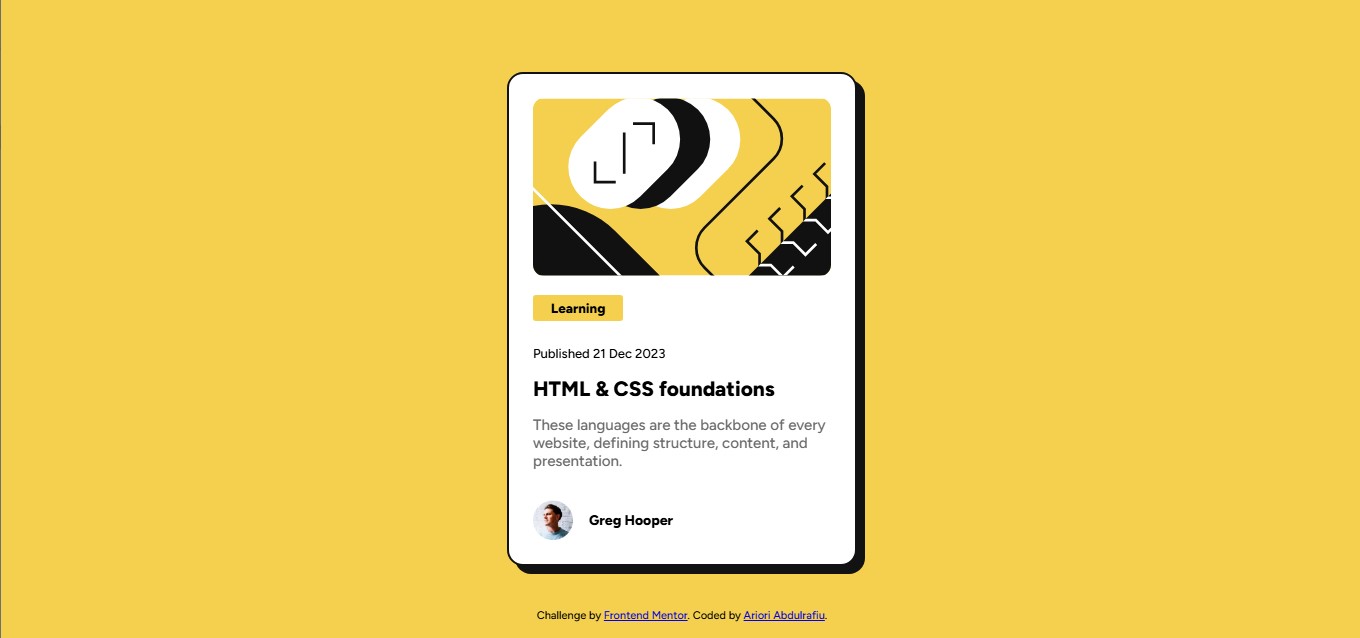 Learning
Published 21 Dec 2023
HTML & CSS foundations
These languages are the backbone of every
website, defining structure, content, and
presentation.
Greg Hooper
Challenge by Frontend Mentor. Coded by Ariori Abdulrafiu.